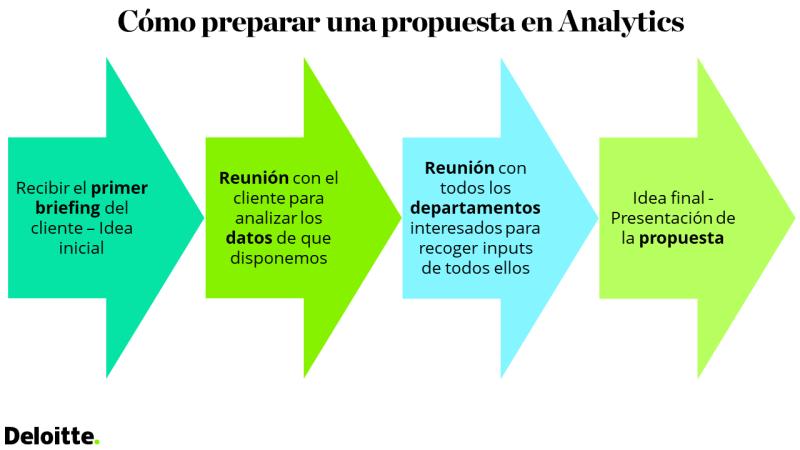 Cómo preparar una propuesta en Analytics
Recibir el primer
briefing del
cliente – Idea
inicial
Reunión con el
cliente para
analizar los
datos de que
disponemos
Reunión con
todos los
departamentos
interesados para
recoger inputs
de todos ellos
Idea final -
Presentación de
la propuesta
Deloitte.